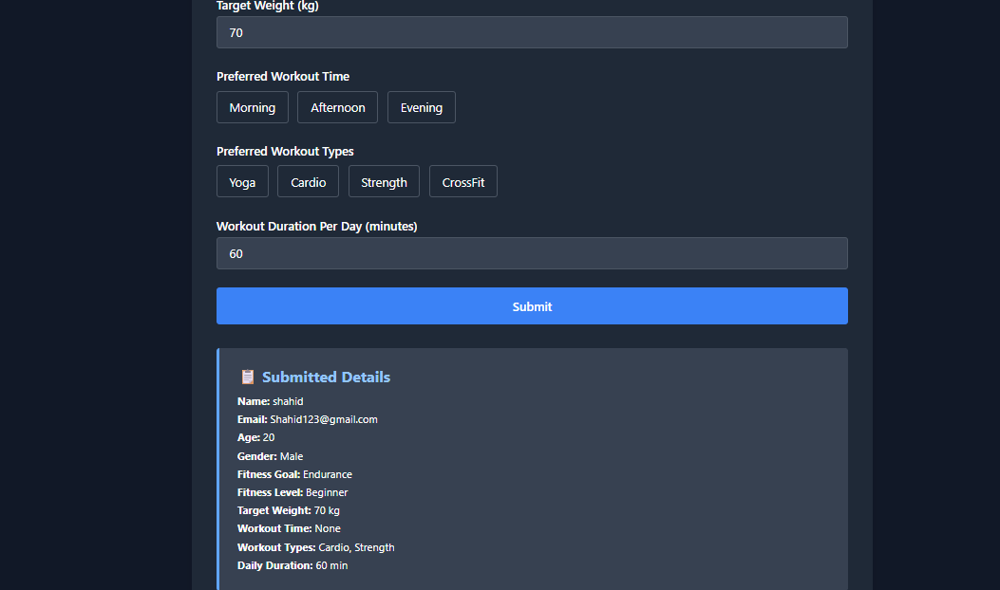 Target Weight (kg)
70
Preferred Workout Time
Morning Afternoon Evening
Preferred Workout Types
Yoga Cardio Strength CrossFit
Workout Duration Per Day (minutes)
60
Submit
📋 Submitted Details
Name: shahid
Email: Shahid123@gmail.com
Age: 20
Gender: Male
Fitness Goal: Endurance
Fitness Level: Beginner
Target Weight: 70 kg
Workout Time: None
Workout Types: Cardio, Strength
Daily Duration: 60 min